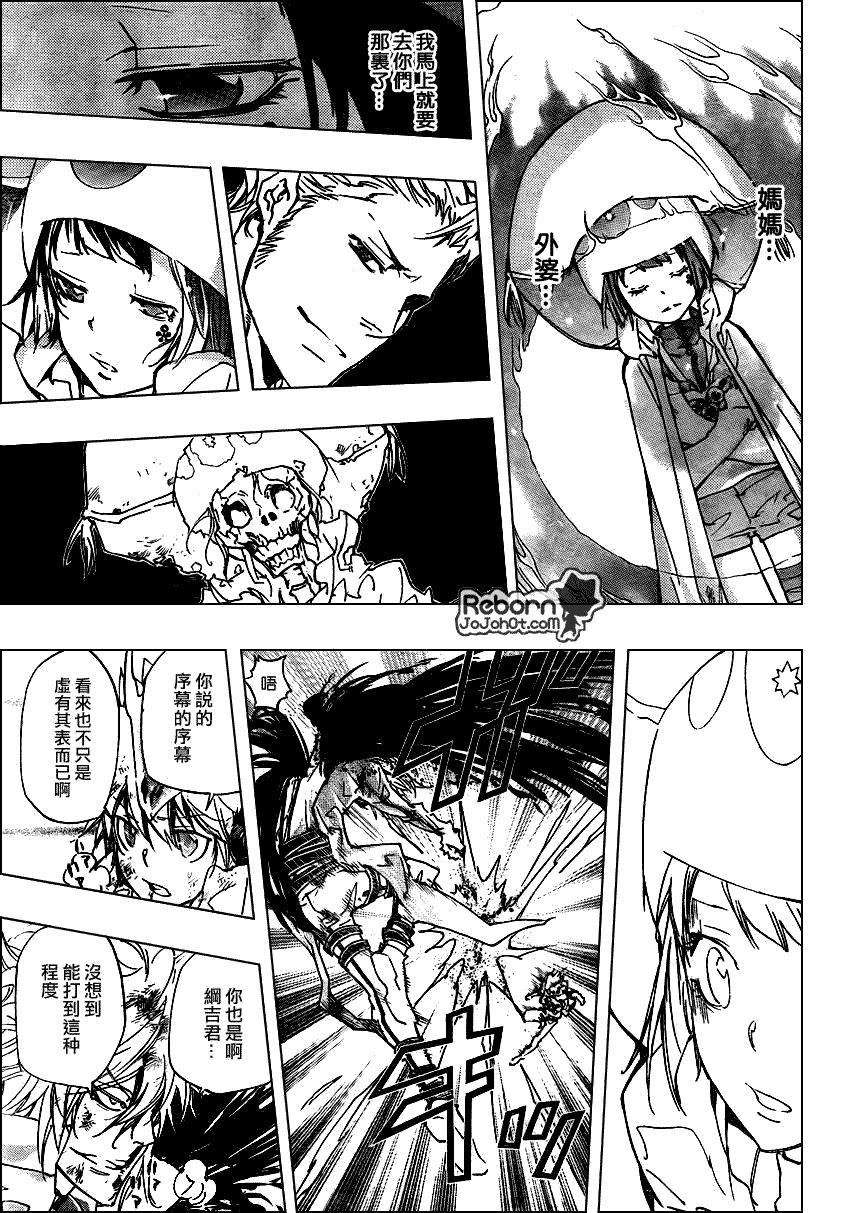 媽媽…
外婆…
我馬上就要
去你們
那裏了…
Reborn
JoJohOt.com
唔
你說的
序幕的序幕
看來也不只是
虛有其表而已啊
你也是啊
綱吉君…
沒想到
能打到這种
程度